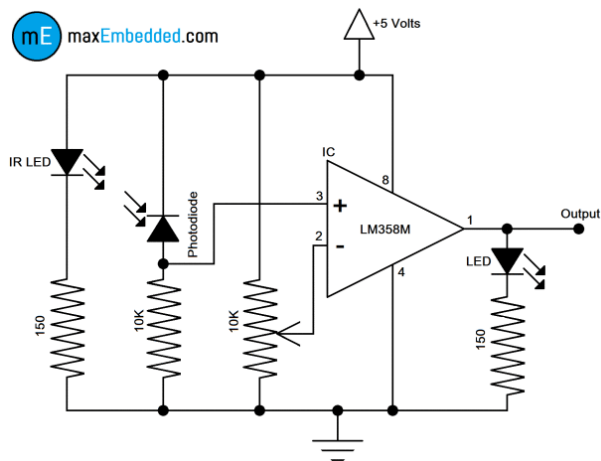 mE maxEmbedded.com
+5 Volts
IR LED
Photodiode
IC
8
3
+
LM358M
2
-
4
1
Output
LED
150
10K
10K
150